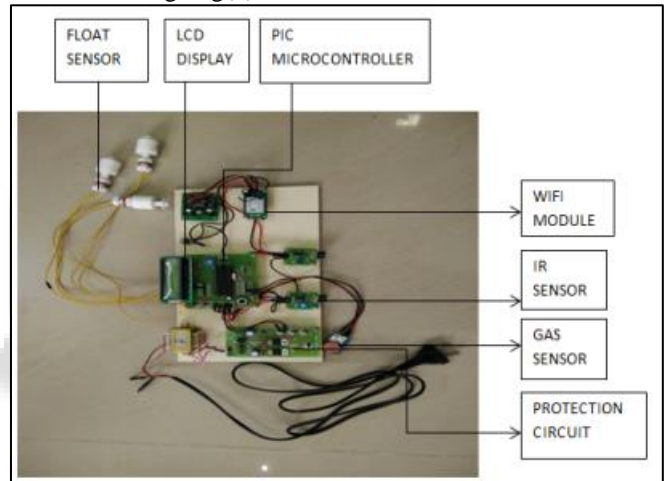 FLOAT
SENSOR
LCD
DISPLAY
PIC
MICROCONTROLLER
WIFI
MODULE
IR
SENSOR
GAS
SENSOR
PROTECTION
CIRCUIT